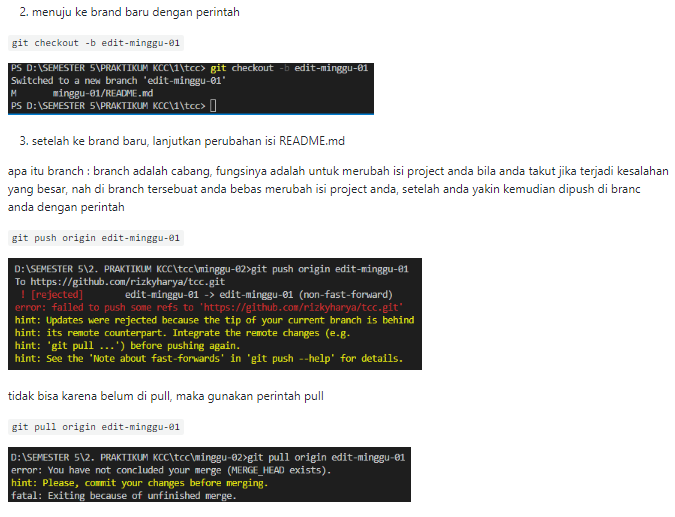 2. menuju ke brand baru dengan perintah
git checkout -b edit-minggu-01
PS D:\SEMESTER 5\PRAKTIKUM KCC\1\tcc> git checkout -b edit-minggu-01
Switched to a new branch 'edit-minggu-01'
M       minggu-01/README.md
PS D:\SEMESTER 5\PRAKTIKUM KCC\1\tcc>
3. setelah ke brand baru, lanjutkan perubahan isi README.md
apa itu branch : branch adalah cabang, fungsinya adalah untuk merubah isi project anda bila anda takut jika terjadi kesalahan
yang besar, nah di branch tersebuat anda bebas merubah isi project anda, setelah anda yakin kemudian dipush di branc
anda dengan perintah
git push origin edit-minggu-01
D:\SEMESTER 5\2. PRAKTIKUM KCC\tcc\minggu-02>git push origin edit-minggu-01
To https://github.com/rizkyharya/tcc.git
 ! [rejected]        edit-minggu-01 -> edit-minggu-01 (non-fast-forward)
error: failed to push some refs to 'https://github.com/rizkyharya/tcc.git'
hint: Updates were rejected because the tip of your current branch is behind
hint: its remote counterpart. Integrate the remote changes (e.g.
hint: 'git pull ...') before pushing again.
hint: See the 'Note about fast-forwards' in 'git push --help' for details.
tidak bisa karena belum di pull, maka gunakan perintah pull
git pull origin edit-minggu-01
D:\SEMESTER 5\2. PRAKTIKUM KCC\tcc\minggu-02>git pull origin edit-minggu-01
error: You have not concluded your merge (MERGE_HEAD exists).
hint: Please, commit your changes before merging.
fatal: Exiting because of unfinished merge.